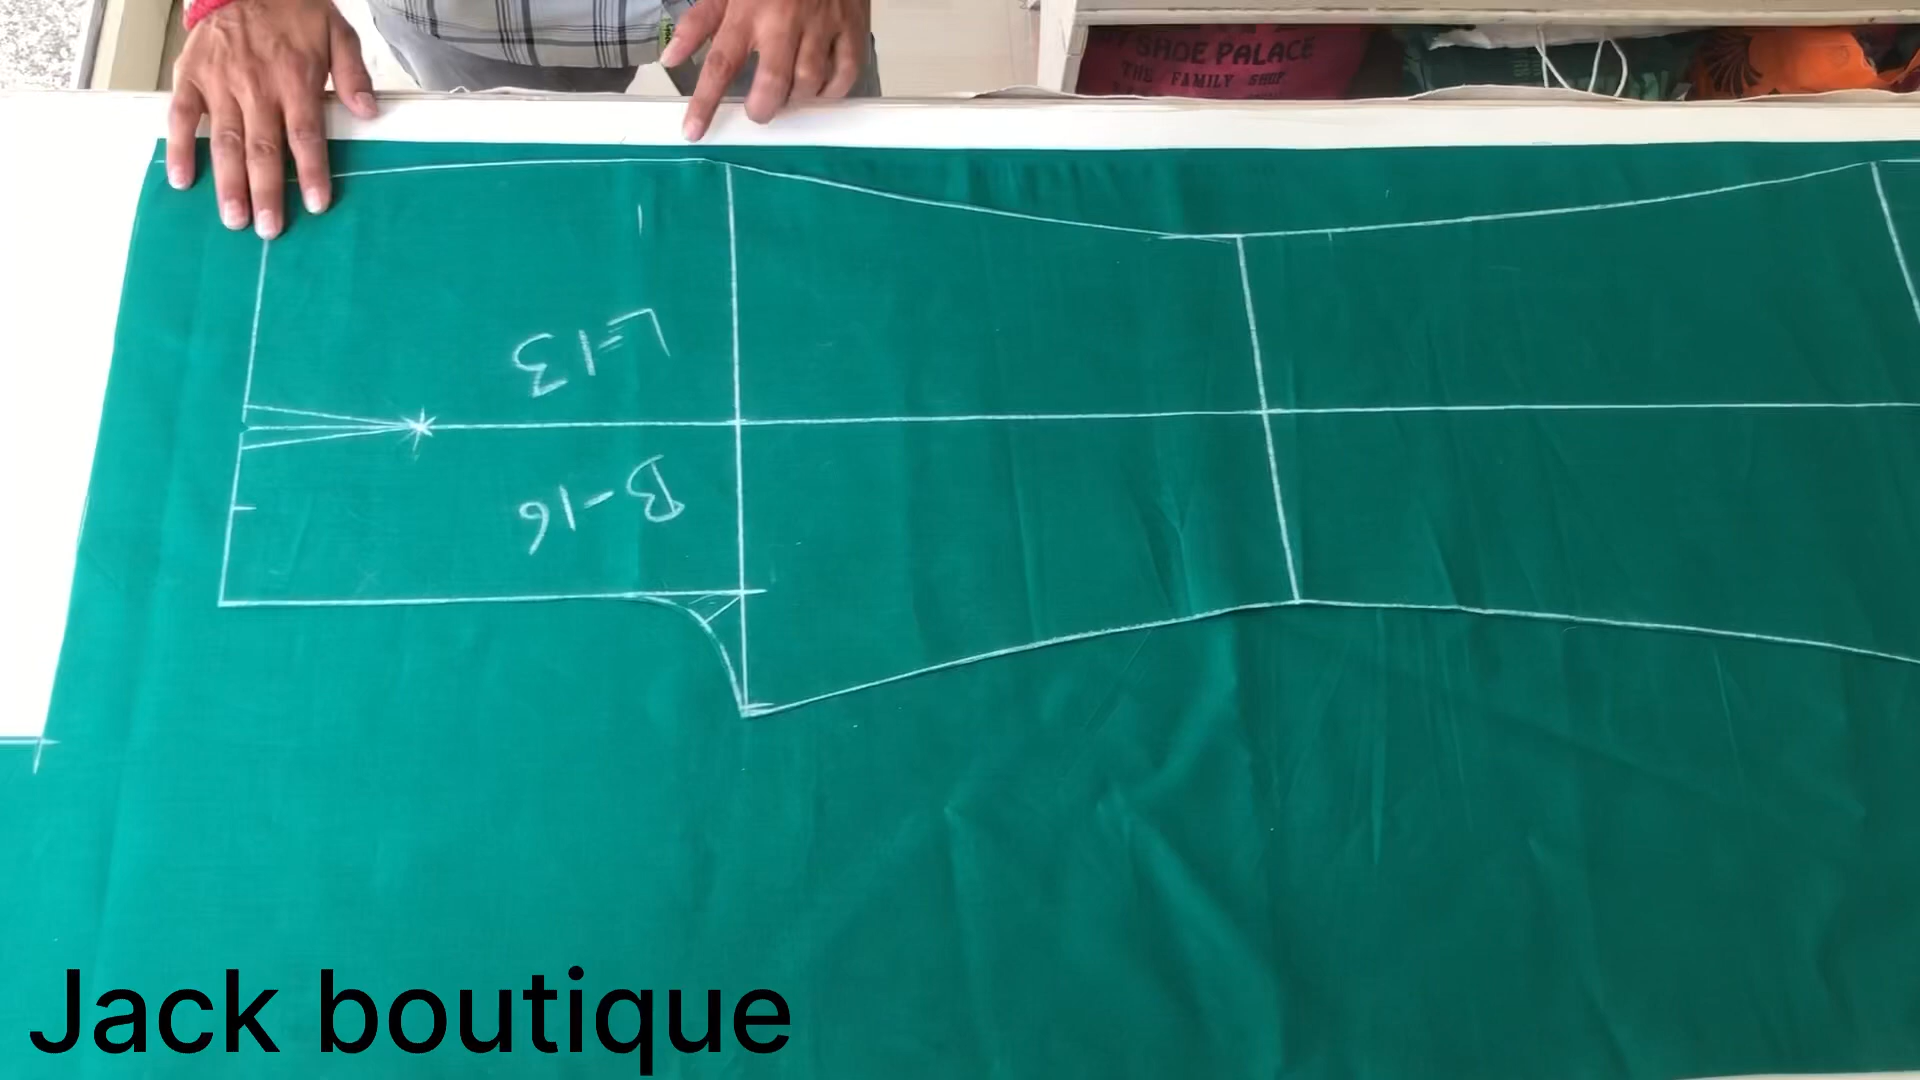 SHOE PALACE
THE FAMILY SHOP
L=13
B-16
Jack boutique